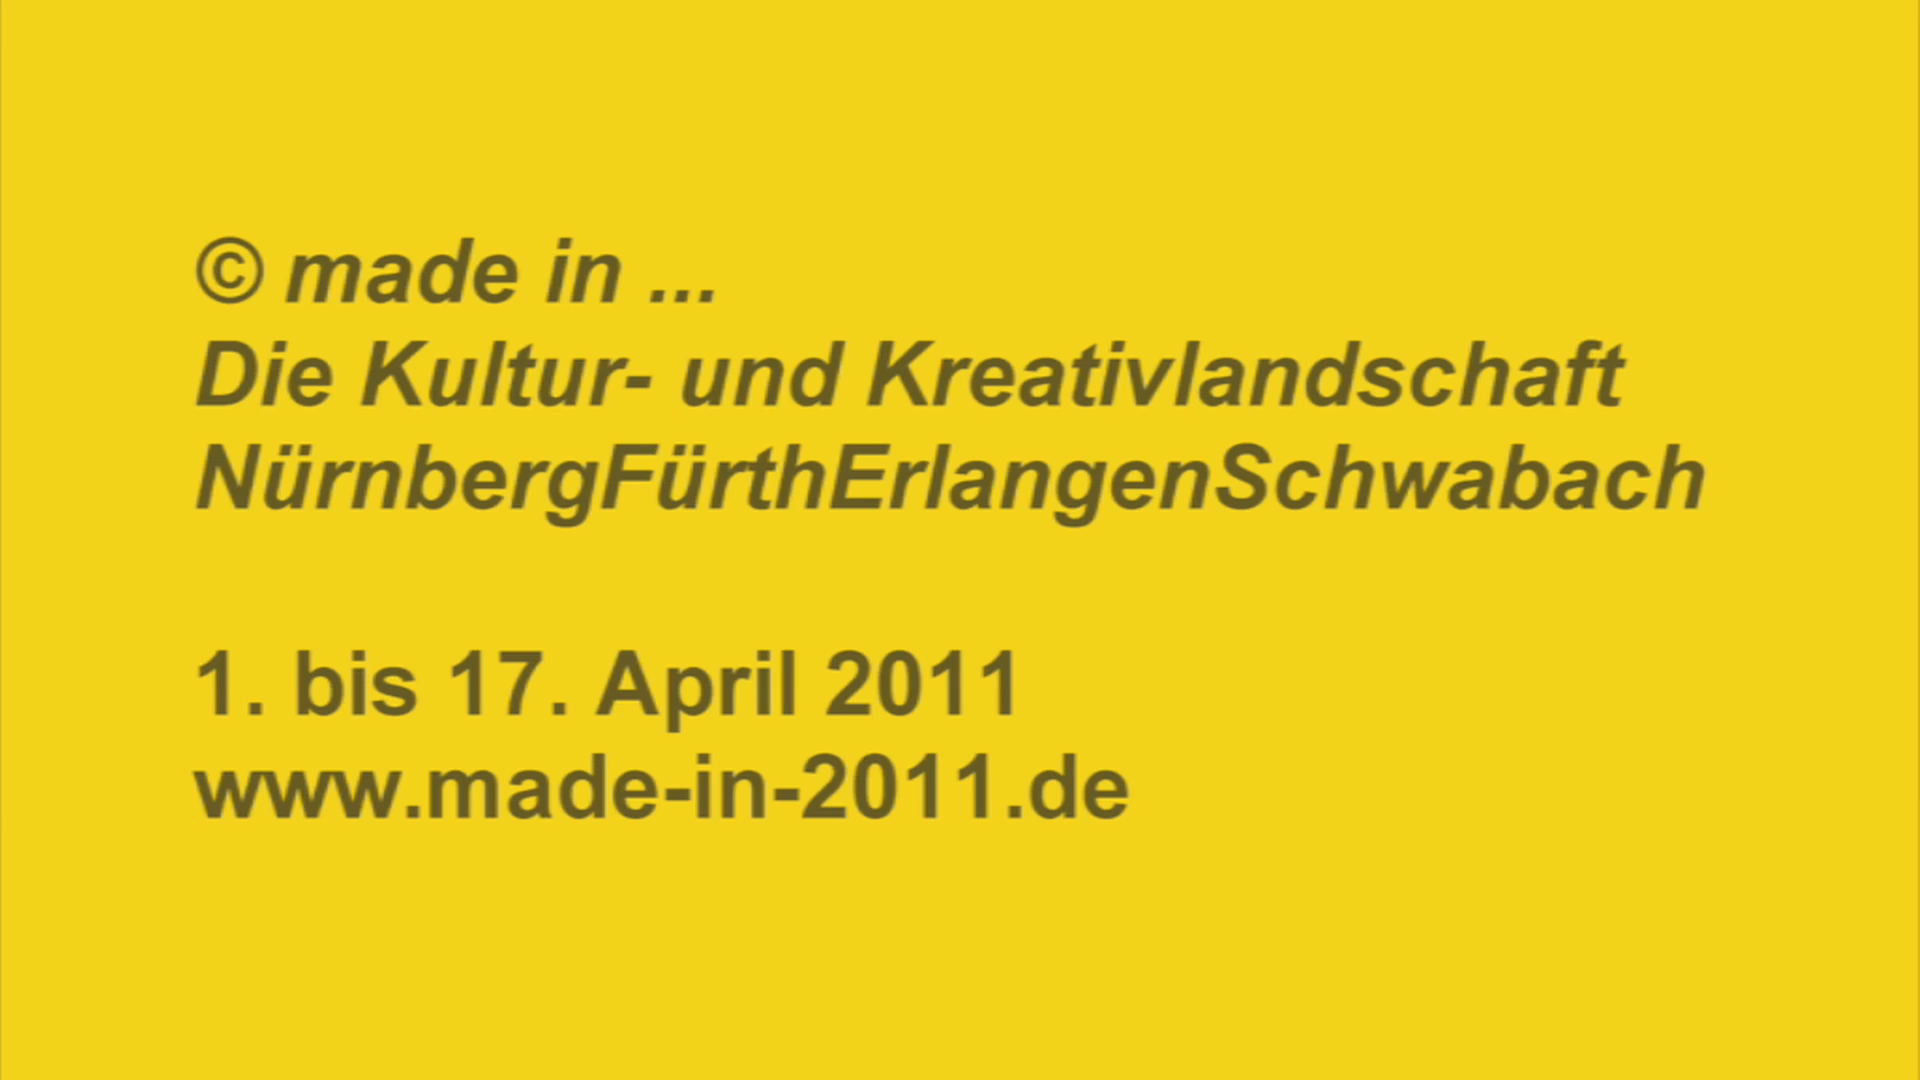 © made in ...
Die Kultur- und Kreativlandschaft
NürnbergFürthErlangenSchwabach
1. bis 17. April 2011
www.made-in-2011.de